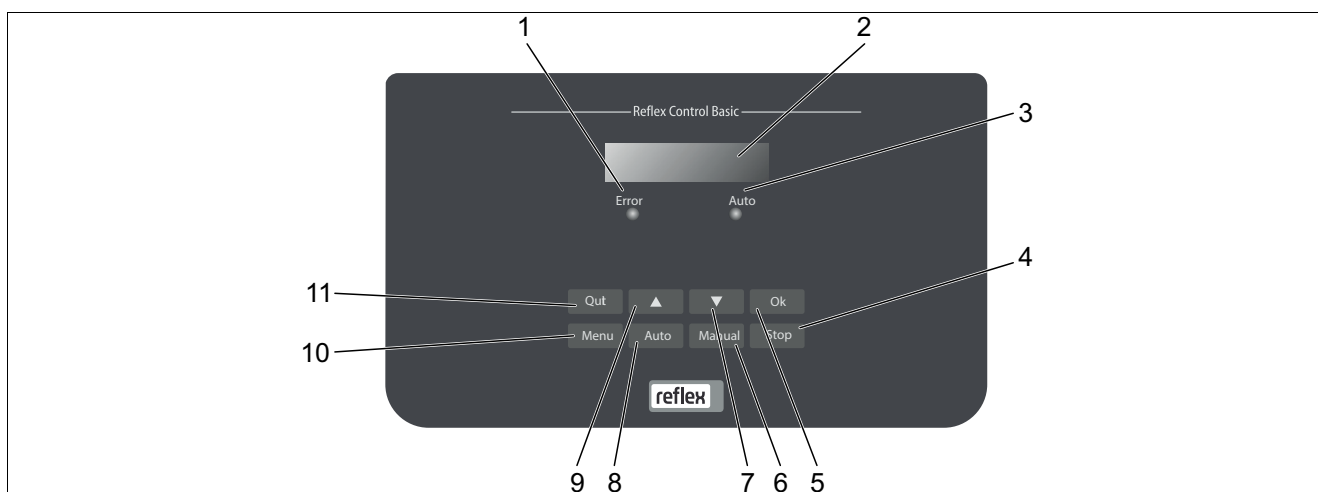 1
2
Reflex Control Basic
3
Error
Auto
4
11
Qut
▲
▼
Ok
10
Menu
Auto
Manual
Stop
reflex
9
8
7
6
5